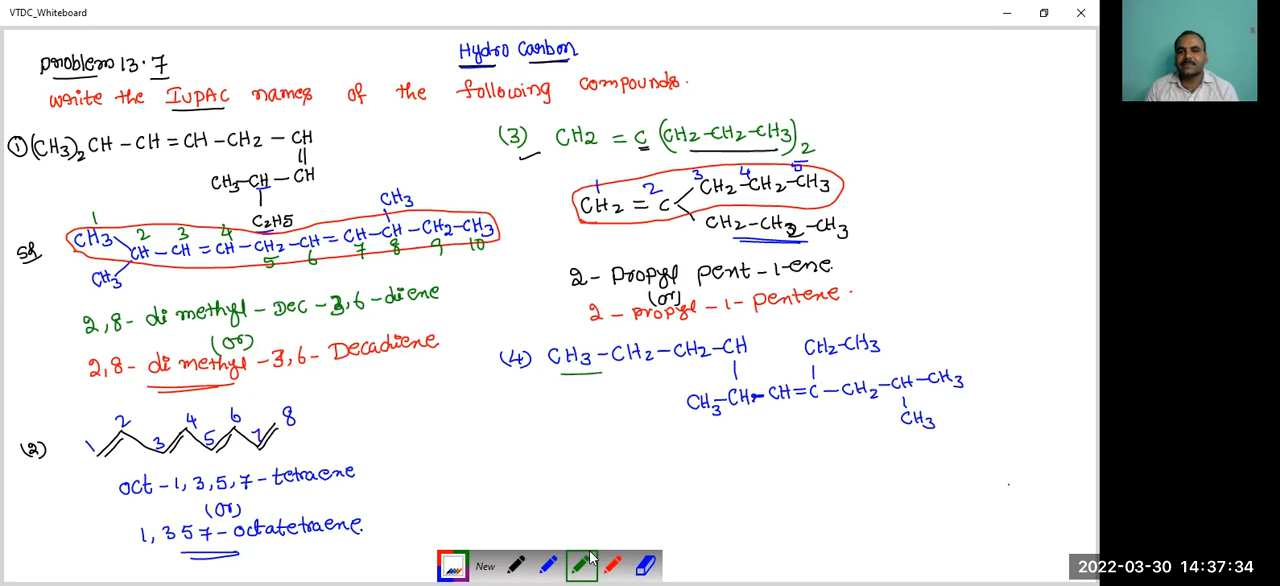 VTDC_Whiteboard
Hydro Carbon
Problem 13.7
Write the IUPAC names of the following compounds.
① (CH3)2 CH – CH = CH – CH2 – CH
||
CH3 – CH – CH
|
C2H5
CH3
Sol 1 CH3 2 CH – 3 CH = 4 CH – 5 CH2 – 6 CH = 7 CH – 8 CH – 9 CH2 – 10 CH3
CH3
2,8 – di methyl – Dec – 3,6 – diene
(or)
2,8 – di methyl – 3,6 – Decadiene
(2) 1 2 3 4 5 6 7 8
oct – 1,3,5,7 – tetraene
(or)
1,3 5 7 – octatetraene.
(3) CH2 = C (CH2 – CH2 – CH3)2
1 CH2 = 2 C 3 CH2 – 4 CH2 – 5 CH3
CH2 – CH2 – CH3
2 – Propyl pent – 1 – ene.
(or)
2 – propyl – 1 – pentene.
(4) CH3 – CH2 – CH2 – CH CH2 – CH3
| |
CH3 – CH – CH = C – CH2 – CH – CH3
|
CH3
New
2022-03-30 14:37:34